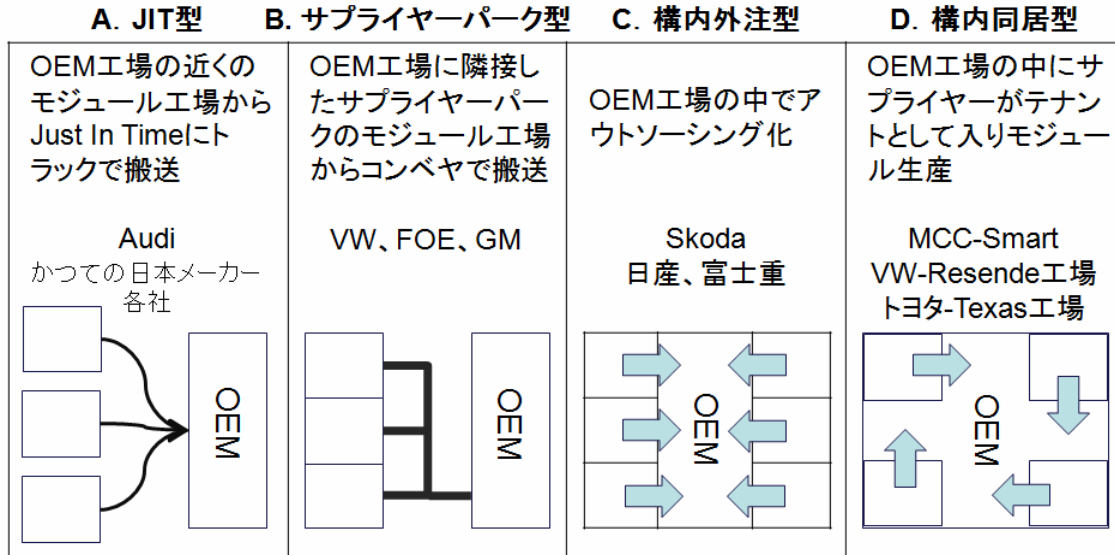 A. JIT型
OEM工場の近くの
モジュール工場から
Just In Timeにト
ラックで搬送
Audi
かつての日本メーカー
各社
OEM
B. サプライヤーパーク型
OEM工場に隣接し
たサプライヤーパー
クのモジュール工場
からコンベヤで搬送
VW、FOE、GM
OEM
C. 構内外注型
OEM工場の中でア
ウトソーシング化
Skoda
日産、富士重
OEM
D. 構内同居型
OEM工場の中にサ
プライヤーがテナン
トとして入りモジュー
ル生産
MCC-Smart
VW-Resende工場
トヨタ-Texas工場
OEM